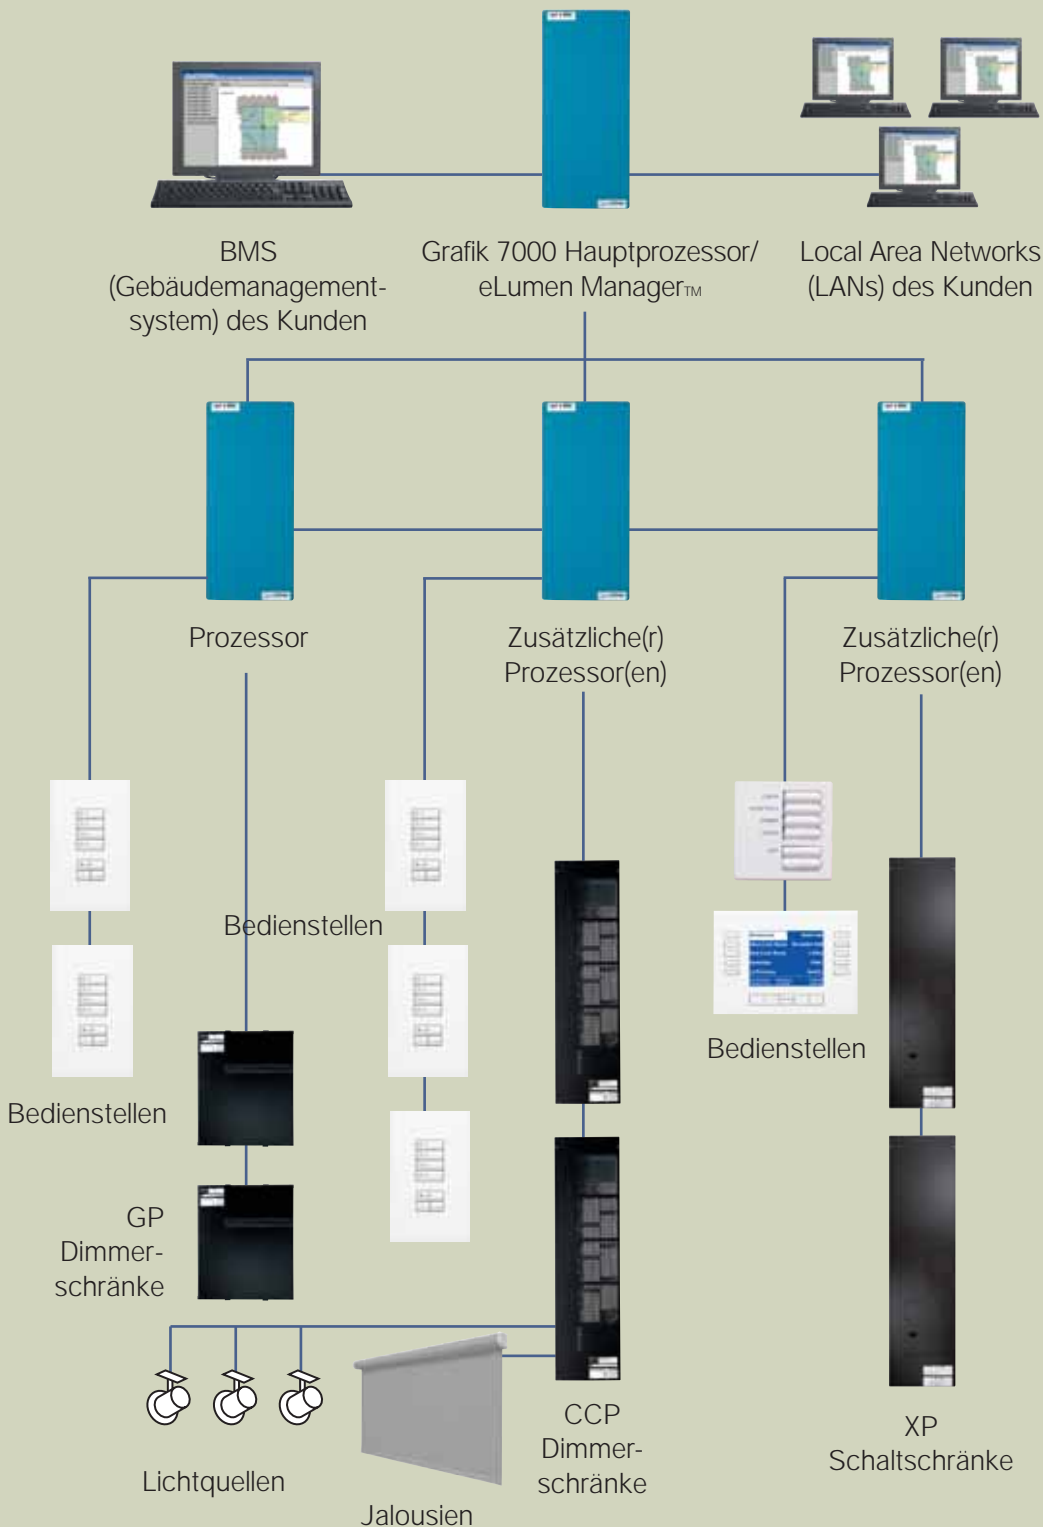 BMS
(Gebäudemanagement-
system) des Kunden
Grafik 7000 Hauptprozessor/
eLumen Manager™
Local Area Networks
(LANs) des Kunden
Prozessor
Zusätzliche(r)
Prozessor(en)
Zusätzliche(r)
Prozessor(en)
Bedienstellen
Bedienstellen
Bedienstellen
GP
Dimmer-
schränke
Lichtquellen
Jalousien
CCP
Dimmer-
schränke
XP
Schaltschränke